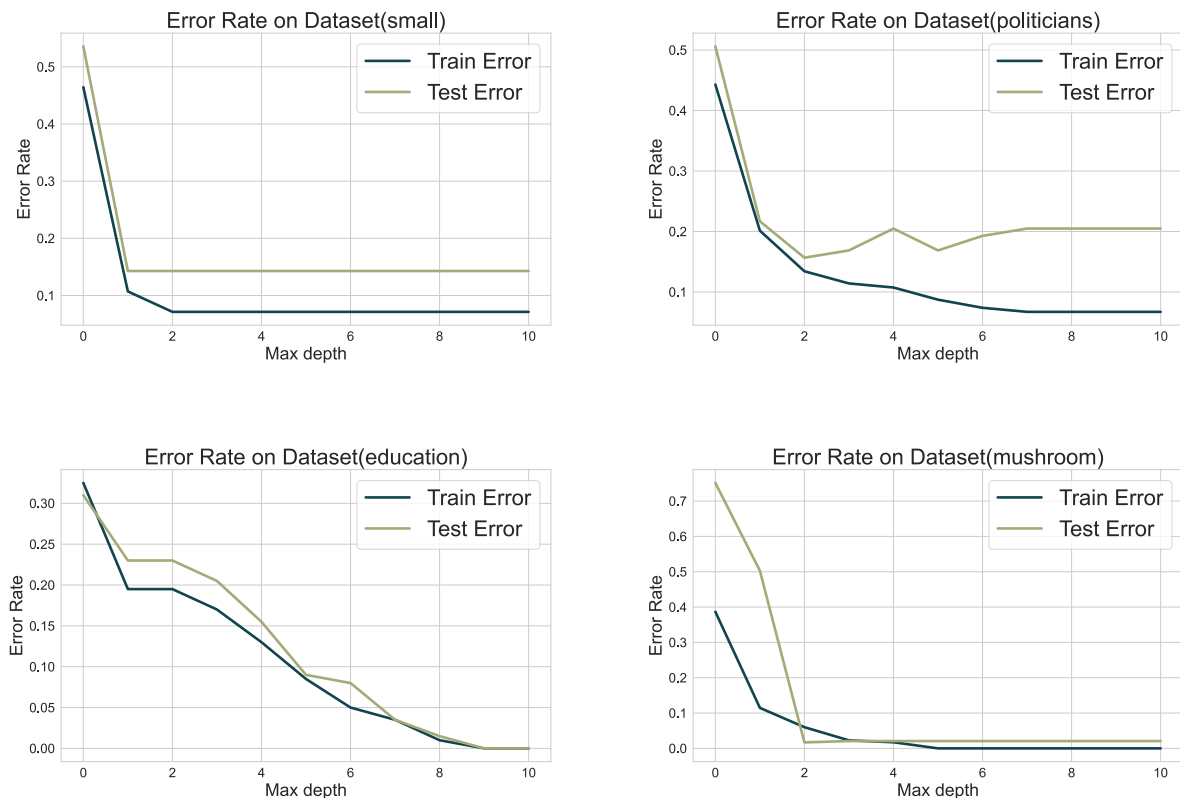 Error Rate on Dataset(small)
Train Error
Test Error
0.5
0.4
0.3
0.2
0.1
Error Rate
0 2 4 6 8 10
Max depth
Error Rate on Dataset(politicians)
Train Error
Test Error
0.5
0.4
0.3
0.2
0.1
Error Rate
0 2 4 6 8 10
Max depth
Error Rate on Dataset(education)
Train Error
Test Error
0.30
0.25
0.20
0.15
0.10
0.05
0.00
Error Rate
0 2 4 6 8 10
Max depth
Error Rate on Dataset(mushroom)
Train Error
Test Error
0.7
0.6
0.5
0.4
0.3
0.2
0.1
0.0
Error Rate
0 2 4 6 8 10
Max depth